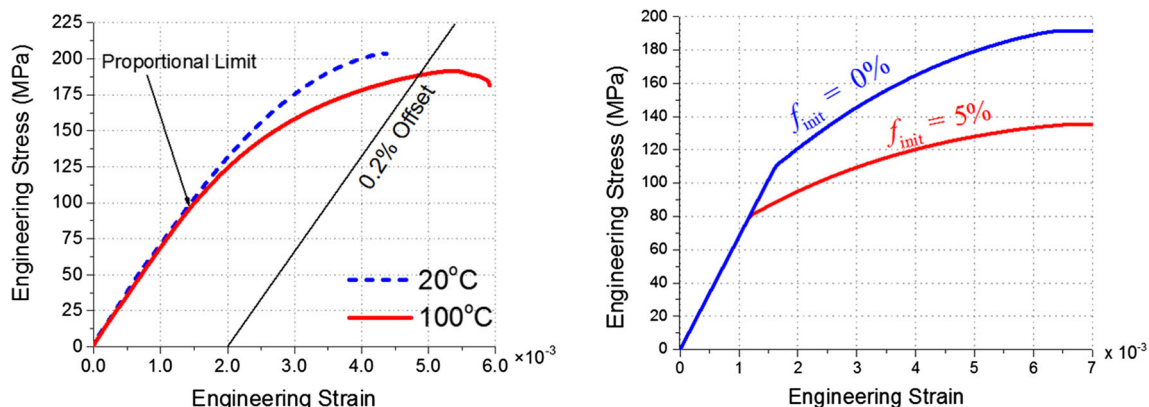 225
200
175
150
125
100
75
50
25
0
Engineering Stress (MPa)
Proportional Limit
0.2% Offset
20°C
100°C
0.0 1.0 2.0 3.0 4.0 5.0 6.0 ×10⁻³
Engineering Strain
200
180
160
140
120
100
80
60
40
20
0
Engineering Stress (MPa)
f_init = 0%
f_init = 5%
0 1 2 3 4 5 6 7 x 10⁻³
Engineering Strain